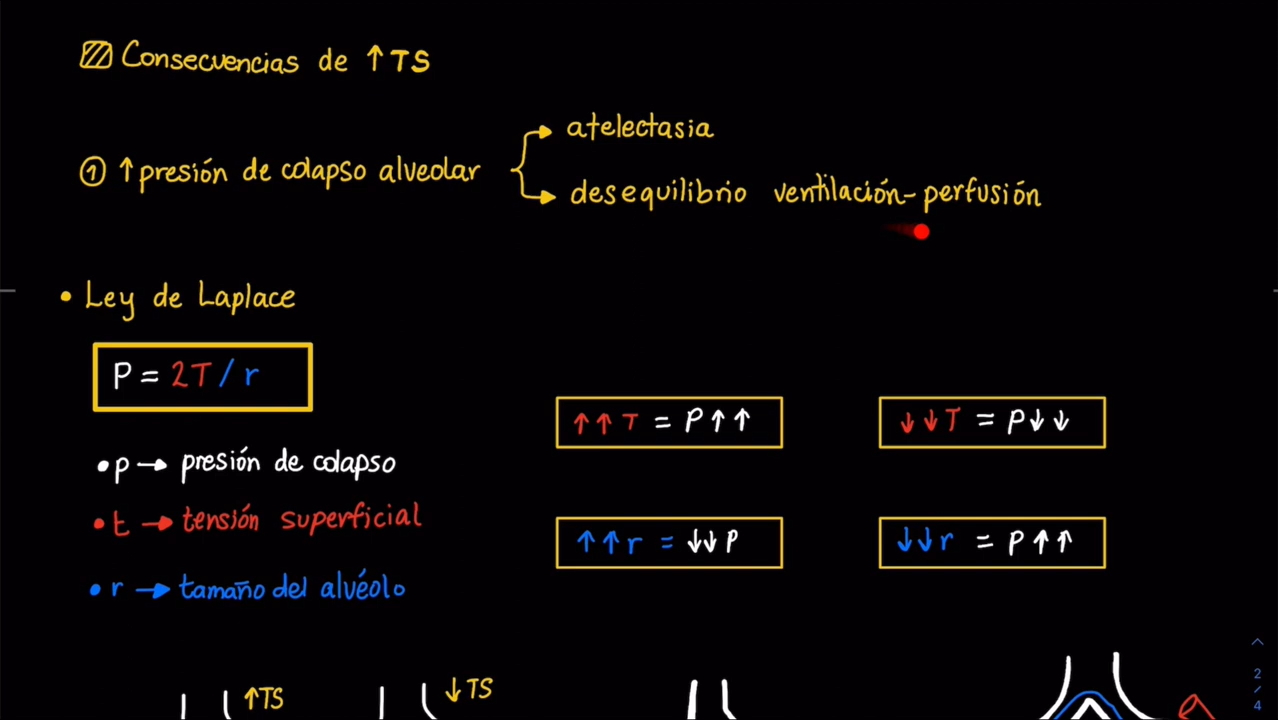 Consecuencias de ↑TS
① ↑presión de colapso alveolar
atelectasia
desequilibrio ventilación-perfusión
• Ley de Laplace
P = 2T/r
↑↑T = P↑↑
↓↓T = P↓↓
•p → presión de colapso
•t → tensión superficial
↑↑r = ↓↓P
↓↓r = P↑↑
•r → tamaño del alvéolo
↑TS
↓TS
2/4